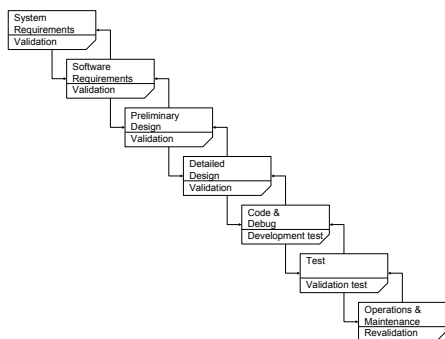 System
Requirements
Validation
Software
Requirements
Validation
Preliminary
Design
Validation
Detailed
Design
Validation
Code &
Debug
Development test
Test
Validation test
Operations &
Maintenance
Revalidation